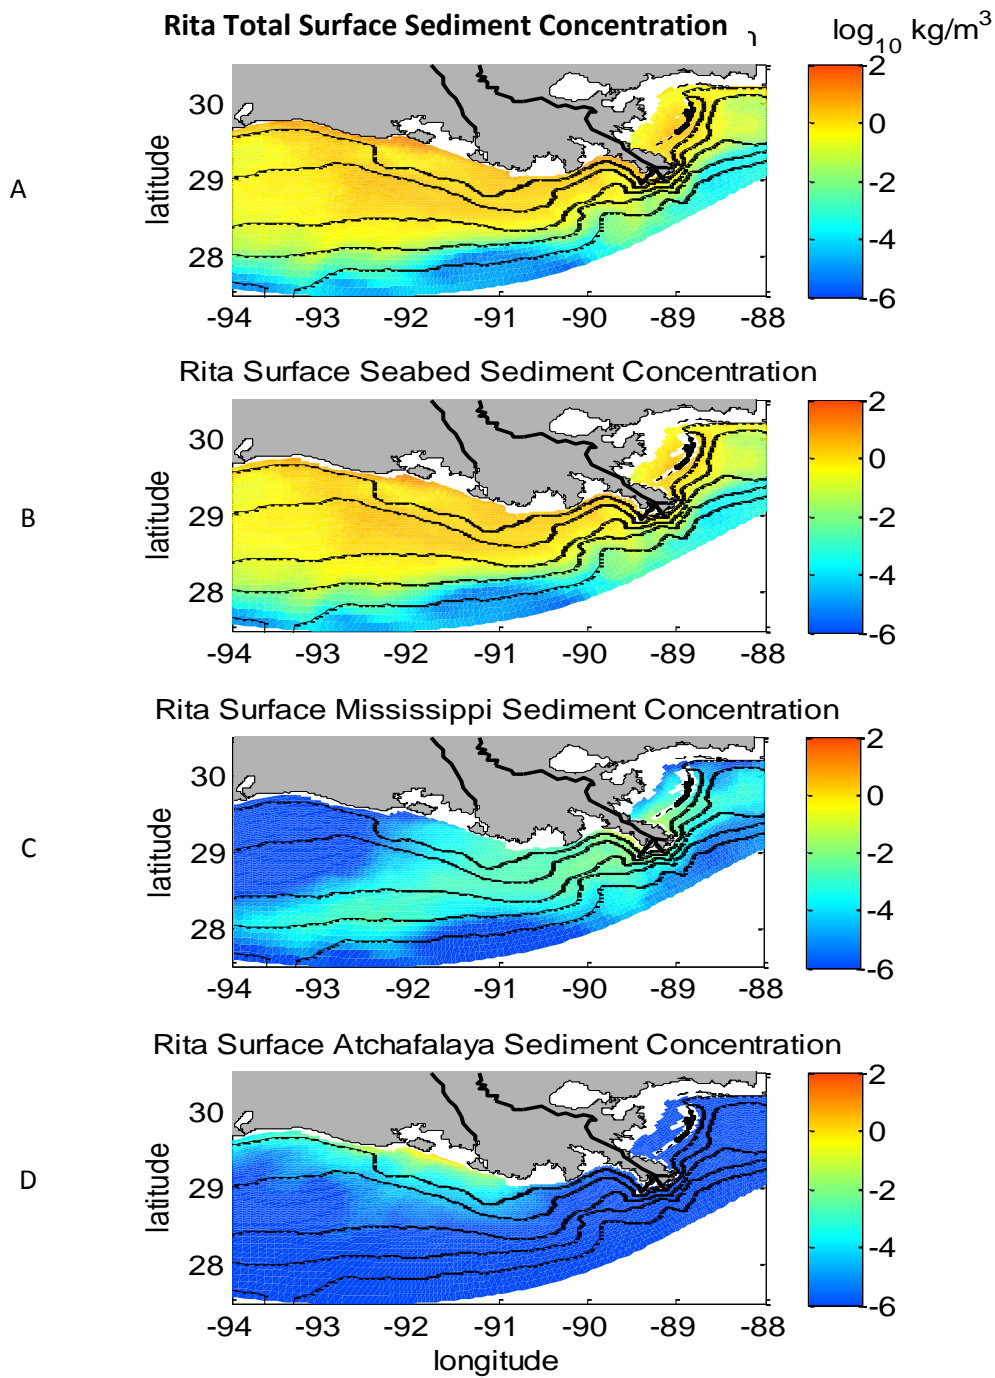 Rita Total Surface Sediment Concentration
log10 kg/m3
A
latitude
30
29
28
-94 -93 -92 -91 -90 -89 -88
2
0
-2
-4
-6
Rita Surface Seabed Sediment Concentration
B
latitude
30
29
28
-94 -93 -92 -91 -90 -89 -88
2
0
-2
-4
-6
Rita Surface Mississippi Sediment Concentration
C
latitude
30
29
28
-94 -93 -92 -91 -90 -89 -88
2
0
-2
-4
-6
Rita Surface Atchafalaya Sediment Concentration
D
latitude
30
29
28
-94 -93 -92 -91 -90 -89 -88
longitude
2
0
-2
-4
-6